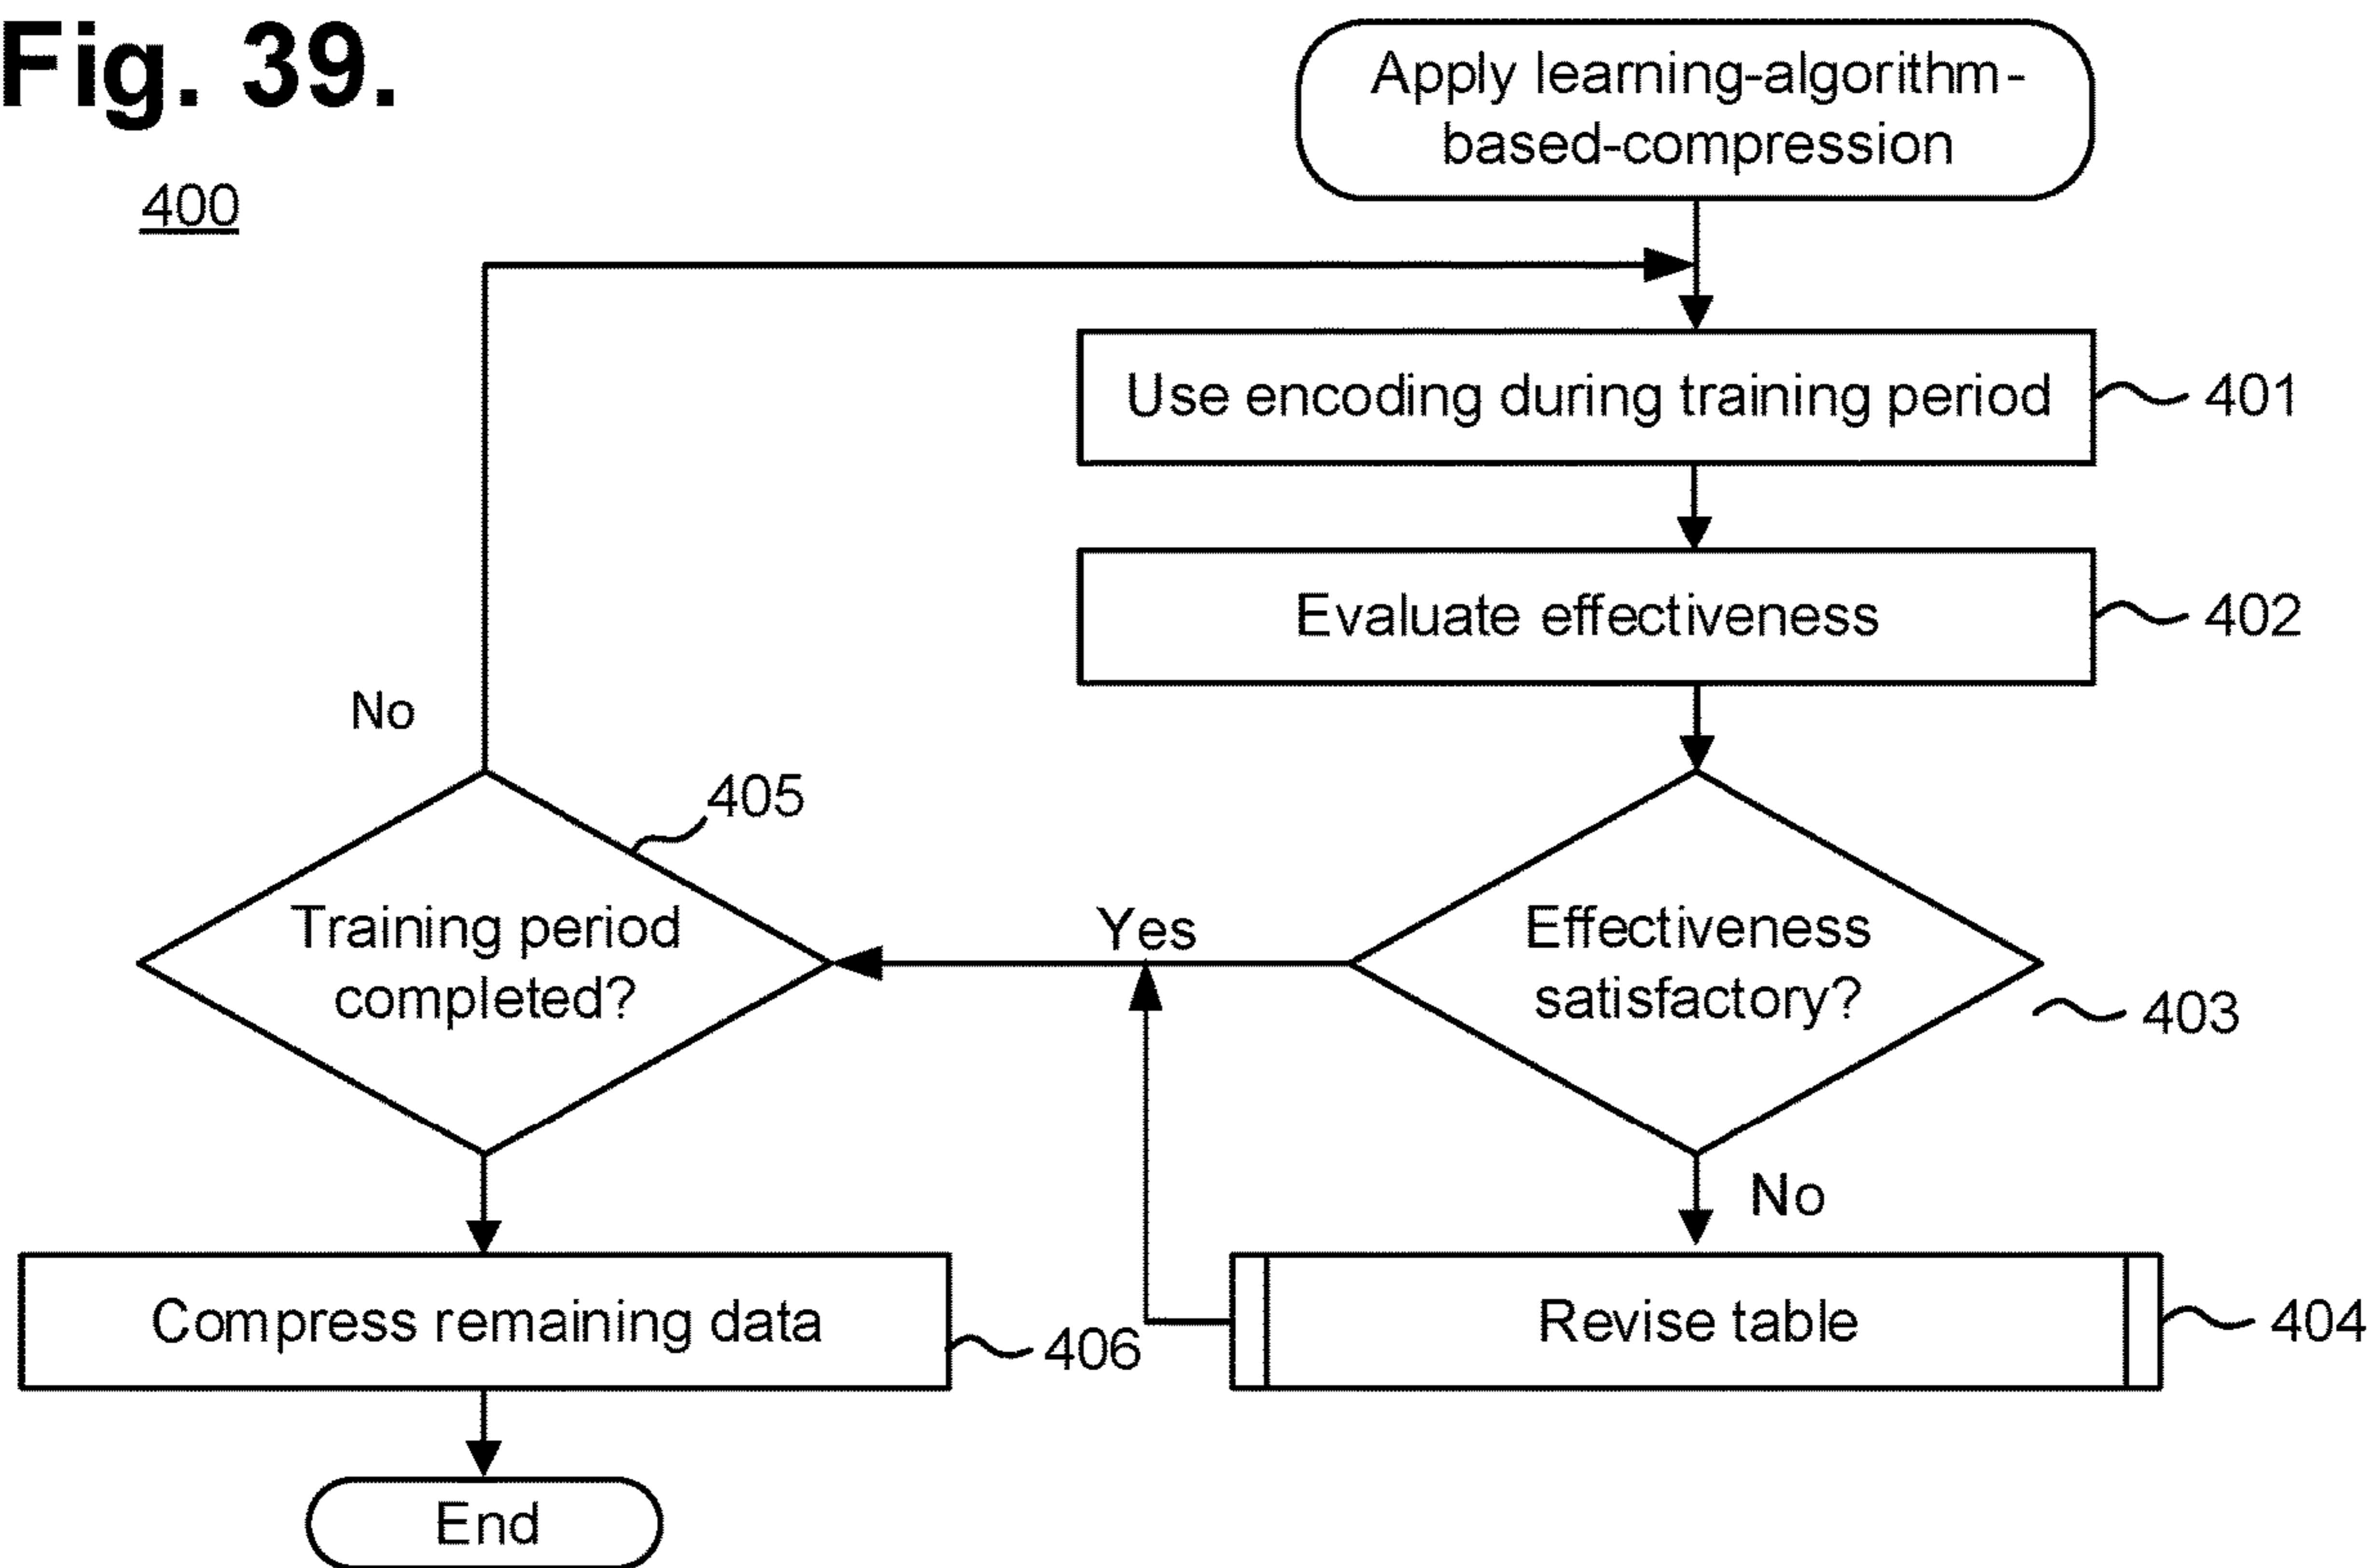 Fig. 39.
400
Apply learning-algorithm-
based-compression
Use encoding during training period
401
Evaluate effectiveness
402
No
405
Training period
completed?
Yes
Effectiveness
satisfactory?
403
No
Compress remaining data
406
Revise table
404
End